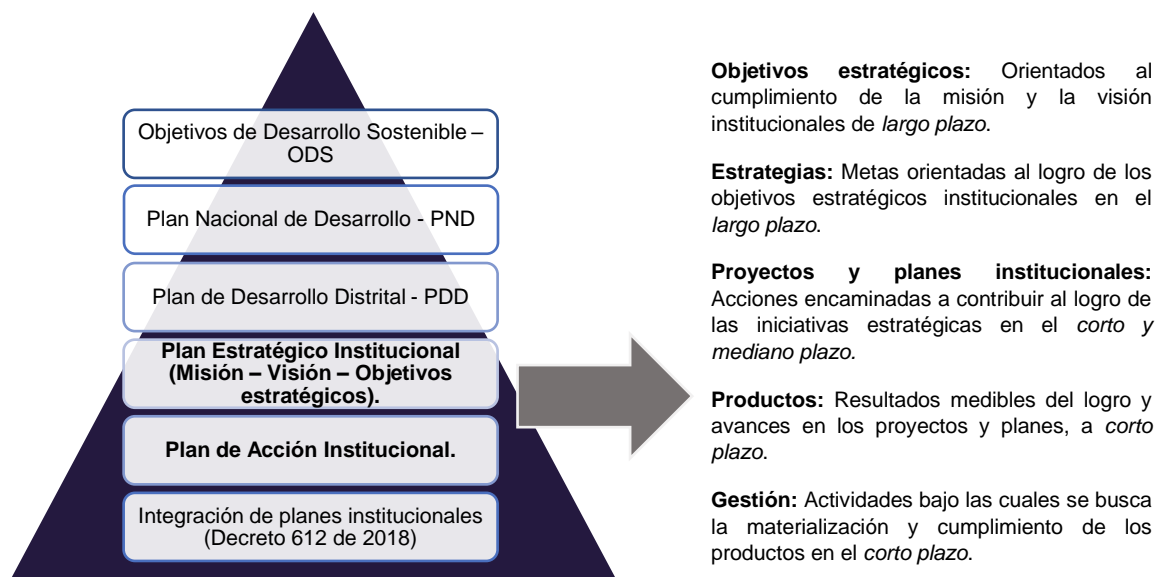 Objetivos de Desarrollo Sostenible –
ODS
Plan Nacional de Desarrollo - PND
Plan de Desarrollo Distrital - PDD
Plan Estratégico Institucional
(Misión – Visión – Objetivos
estratégicos).
Plan de Acción Institucional.
Integración de planes institucionales
(Decreto 612 de 2018)
Objetivos estratégicos: Orientados al
cumplimiento de la misión y la visión
institucionales de largo plazo.
Estrategias: Metas orientadas al logro de los
objetivos estratégicos institucionales en el
largo plazo.
Proyectos y planes institucionales:
Acciones encaminadas a contribuir al logro de
las iniciativas estratégicas en el corto y
mediano plazo.
Productos: Resultados medibles del logro y
avances en los proyectos y planes, a corto
plazo.
Gestión: Actividades bajo las cuales se busca
la materialización y cumplimiento de los
productos en el corto plazo.